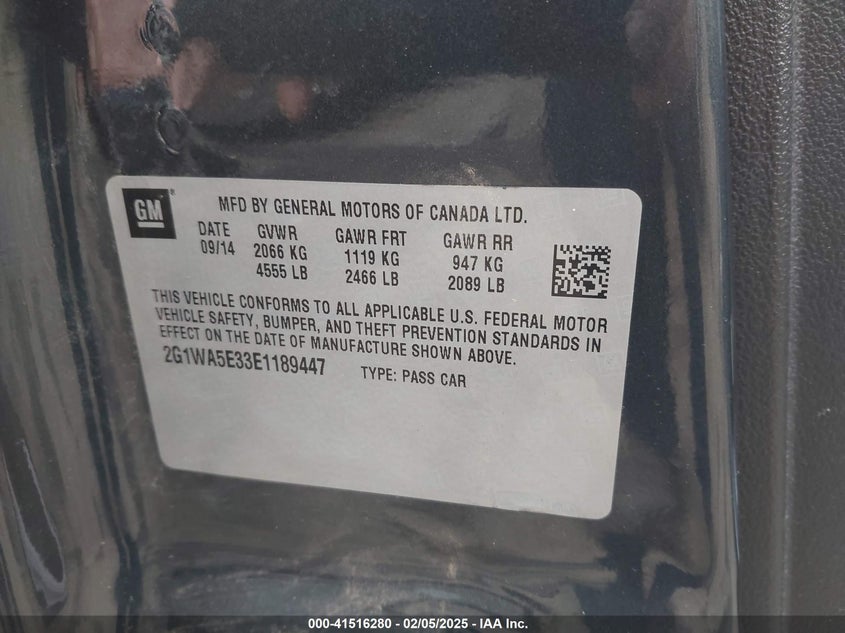 GM
MFD BY GENERAL MOTORS OF CANADA LTD.
DATE GVWR GAWR FRT GAWR RR
09/14 2066 KG 1119 KG 947 KG
4555 LB 2466 LB 2089 LB
THIS VEHICLE CONFORMS TO ALL APPLICABLE U.S. FEDERAL MOTOR
VEHICLE SAFETY, BUMPER, AND THEFT PREVENTION STANDARDS IN
EFFECT ON THE DATE OF MANUFACTURE SHOWN ABOVE.
2G1WA5E33E1189447 TYPE: PASS CAR
000-41516280 - 02/05/2025 - IAA Inc.